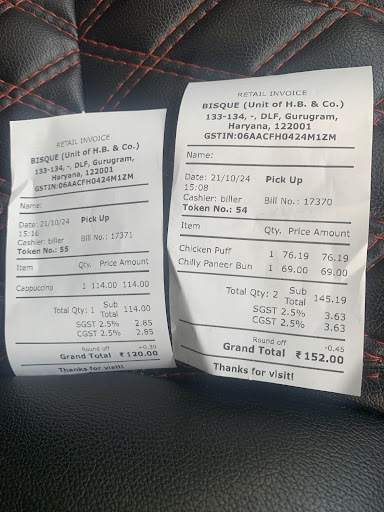 RETAIL INVOICE
BISQUE (Unit of H.B. & Co.)
133-134, -, DLF, Gurugram,
Haryana, 122001
GSTIN:06AACFH0424M1ZM
Name:
Date: 21/10/24 Pick Up
15:16
Cashier: biller Bill No.: 17371
Token No.: 55
Item Qty. Price Amount
Cappuccino 1 114.00 114.00
Total Qty: 1 Sub Total 114.00
SGST 2.5% 2.85
CGST 2.5% 2.85
Round off +0.30
Grand Total ₹ 120.00
Thanks for visit!
RETAIL INVOICE
BISQUE (Unit of H.B. & Co.)
133-134, -, DLF, Gurugram,
Haryana, 122001
GSTIN:06AACFH0424M1ZM
Name:
Date: 21/10/24 Pick Up
15:08
Cashier: biller Bill No.: 17370
Token No.: 54
Item Qty. Price Amount
Chicken Puff 1 76.19 76.19
Chilly Paneer Bun 1 69.00 69.00
Total Qty: 2 Sub Total 145.19
SGST 2.5% 3.63
CGST 2.5% 3.63
Round off -0.45
Grand Total ₹ 152.00
Thanks for visit!